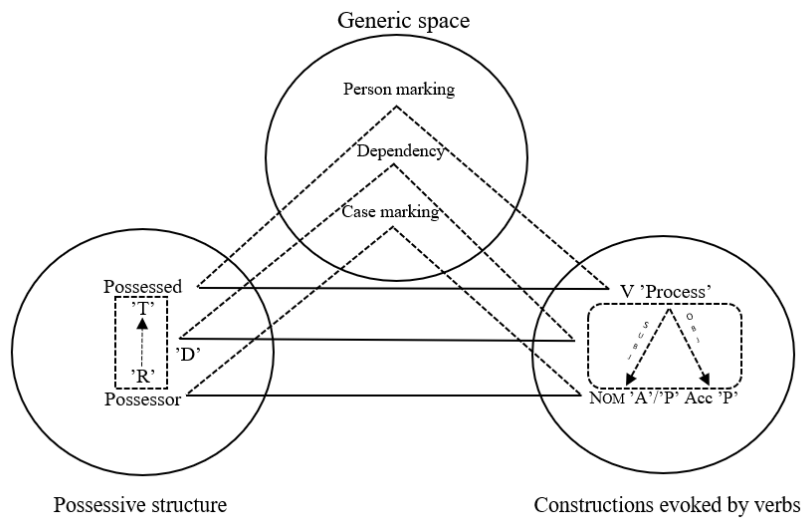 Generic space
Person marking
Dependency
Case marking
Possessed
’T’
’D’
’R’
Possessor
V ’Process’
SUBJ
OBJ
NOM ’A’/’P’ Acc ’P’
Possessive structure
Constructions evoked by verbs